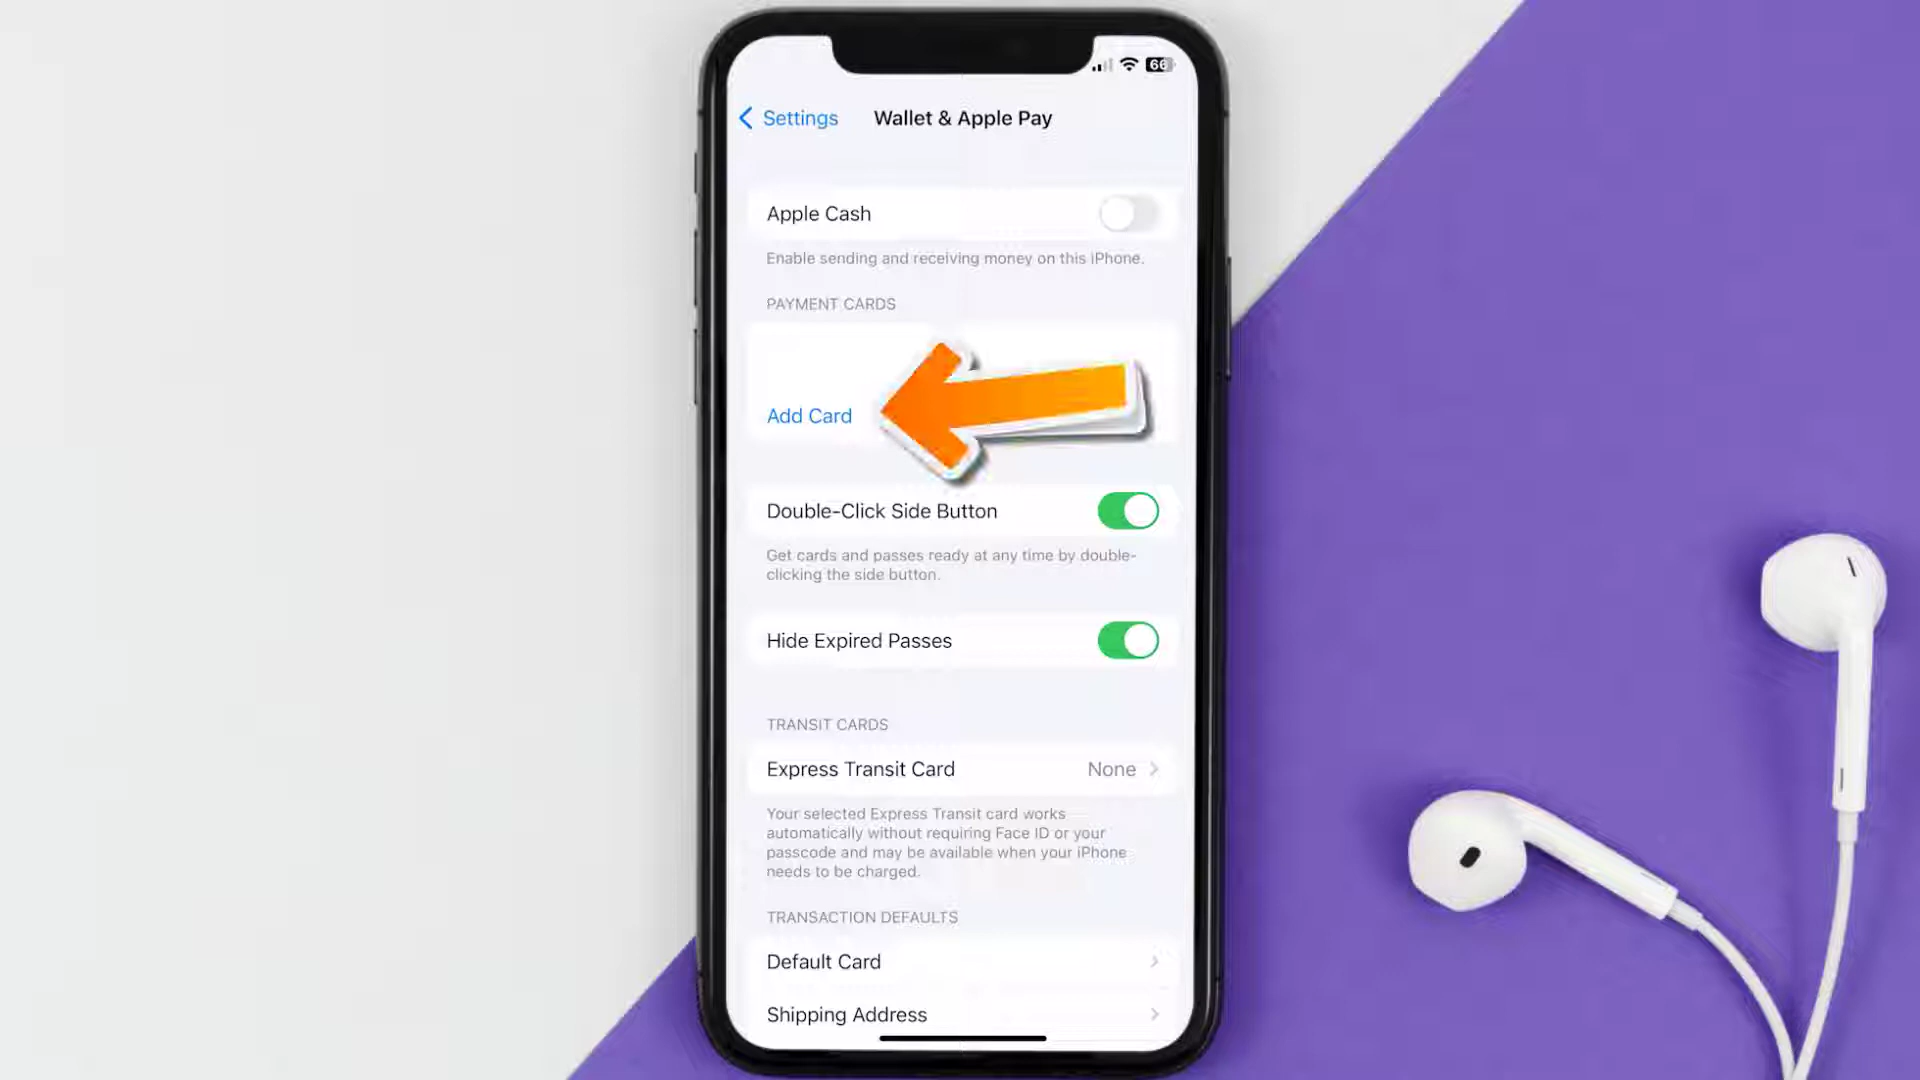 66
Settings
Wallet & Apple Pay
Apple Cash
Enable sending and receiving money on this iPhone.
PAYMENT CARDS
Add Card
Double-Click Side Button
Get cards and passes ready at any time by double-
clicking the side button.
Hide Expired Passes
TRANSIT CARDS
Express Transit Card
None
Your selected Express Transit card works
automatically without requiring Face ID or your
passcode and may be available when your iPhone
needs to be charged.
TRANSACTION DEFAULTS
Default Card
Shipping Address